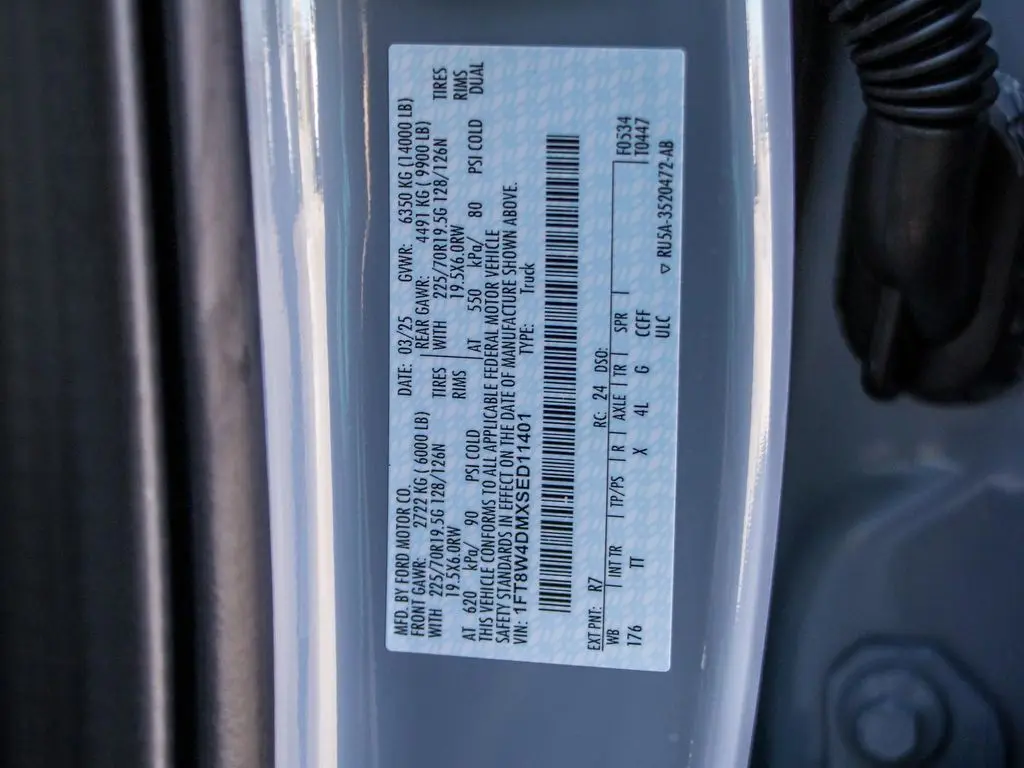 MFD. BY FORD MOTOR CO.
DATE: 03/25 GVWR: 6350 KG (14000 LB)
FRONT GAWR: 2722 KG ( 6000 LB)
REAR GAWR: 4491 KG ( 9900 LB)
WITH 225/70R19.5G 128/126N TIRES
WITH 225/70R19.5G 128/126N TIRES
19.5X6.0RW RIMS
19.5X6.0RW RIMS
AT 620 kPa/ 90 PSI COLD
AT 550 kPa/ 80 PSI COLD DUAL
THIS VEHICLE CONFORMS TO ALL APPLICABLE FEDERAL MOTOR VEHICLE
SAFETY STANDARDS IN EFFECT ON THE DATE OF MANUFACTURE SHOWN ABOVE.
VIN: 1FT8W4DMXSED11401 TYPE: Truck
EXT PNT: R7 RC: 24 DSO: F0534
WB INT TR TP/PS R AXLE TR SPR T0447
176 TT X 4L G CCFF
ULC ▽ RU5A-3520472-AB